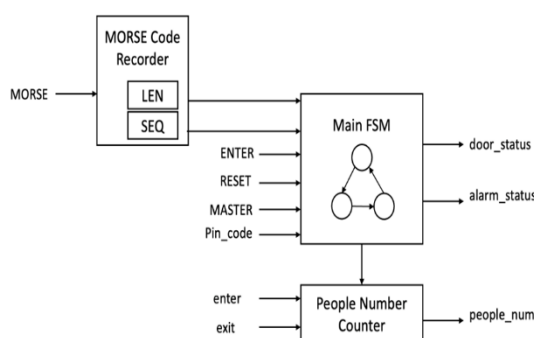 MORSE Code
Recorder
MORSE
LEN
SEQ
Main FSM
ENTER
RESET
MASTER
Pin_code
door_status
alarm_status
enter
exit
People Number
Counter
people_num